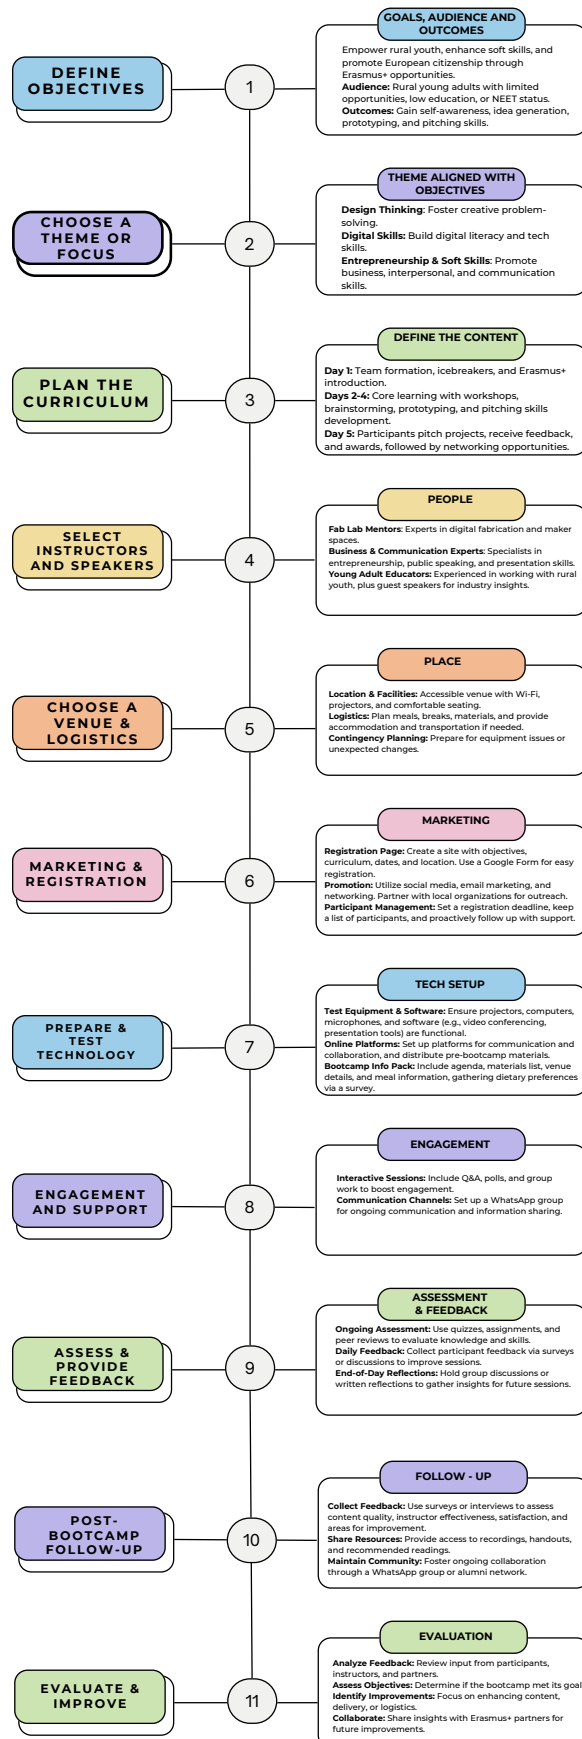 GOALS, AUDIENCE AND
OUTCOMES
DEFINE
OBJECTIVES
1
Empower rural youth, enhance soft skills, and
promote European citizenship through
Erasmus+ opportunities.
Audience: Rural young adults with limited
opportunities, low education, or NEET status.
Outcomes: Gain self-awareness, idea generation,
prototyping, and pitching skills.
THEME ALIGNED WITH
OBJECTIVES
CHOOSE A
THEME OR
FOCUS
2
Design Thinking: Foster creative problem-
solving.
Digital Skills: Build digital literacy and tech
skills.
Entrepreneurship & Soft Skills: Promote
business, interpersonal, and communication
skills.
DEFINE THE CONTENT
PLAN THE
CURRICULUM
3
Day 1: Team formation, icebreakers, and Erasmus+
introduction.
Days 2-4: Core learning with workshops,
brainstorming, prototyping, and pitching skills
development.
Day 5: Participants pitch projects, receive feedback,
and awards, followed by networking opportunities.
PEOPLE
SELECT
INSTRUCTORS
AND SPEAKERS
4
Fab Lab Mentors: Experts in digital fabrication and maker
spaces.
Business & Communication Experts: Specialists in
entrepreneurship, public speaking, and presentation skills.
Young Adult Educators: Experienced in working with rural
youth, plus guest speakers for industry insights.
PLACE
CHOOSE A
VENUE &
LOGISTICS
5
Location & Facilities: Accessible venue with Wi-Fi,
projectors, and comfortable seating.
Logistics: Plan meals, breaks, materials, and provide
accommodation and transportation if needed.
Contingency Planning: Prepare for equipment issues or
unexpected changes.
MARKETING
MARKETING &
REGISTRATION
6
Registration Page: Create a site with objectives,
curriculum, dates, and location. Use a Google Form for easy
registration.
Promotion: Utilize social media, email marketing, and
networking. Partner with local organizations for outreach.
Participant Management: Set a registration deadline, keep
a list of participants, and proactively follow up with support.
TECH SETUP
PREPARE &
TEST
TECHNOLOGY
7
Test Equipment & Software: Ensure projectors, computers,
microphones, and software (e.g., video conferencing,
presentation tools) are functional.
Online Platforms: Set up platforms for communication and
collaboration, and distribute pre-bootcamp materials.
Bootcamp Info Pack: Include agenda, materials list, venue
details, and meal information, gathering dietary preferences
via a survey.
ENGAGEMENT
ENGAGEMENT
AND SUPPORT
8
Interactive Sessions: Include Q&A, polls, and group
work to boost engagement.
Communication Channels: Set up a WhatsApp group
for ongoing communication and information sharing.
ASSESSMENT
& FEEDBACK
ASSESS &
PROVIDE
FEEDBACK
9
Ongoing Assessment: Use quizzes, assignments, and
peer reviews to evaluate knowledge and skills.
Daily Feedback: Collect participant feedback via surveys
or discussions to improve sessions.
End-of-Day Reflections: Hold group discussions or
written reflections to gather insights for future sessions.
FOLLOW - UP
POST-
BOOTCAMP
FOLLOW-UP
10
Collect Feedback: Use surveys or interviews to assess
content quality, instructor effectiveness, satisfaction, and
areas for improvement.
Share Resources: Provide access to recordings, handouts,
and recommended readings.
Maintain Community: Foster ongoing collaboration
through a WhatsApp group or alumni network.
EVALUATION
EVALUATE &
IMPROVE
11
Analyze Feedback: Review input from participants,
instructors, and partners.
Assess Objectives: Determine if the bootcamp met its goal
Identify Improvements: Focus on enhancing content,
delivery, or logistics.
Collaborate: Share insights with Erasmus+ partners for
future improvements.